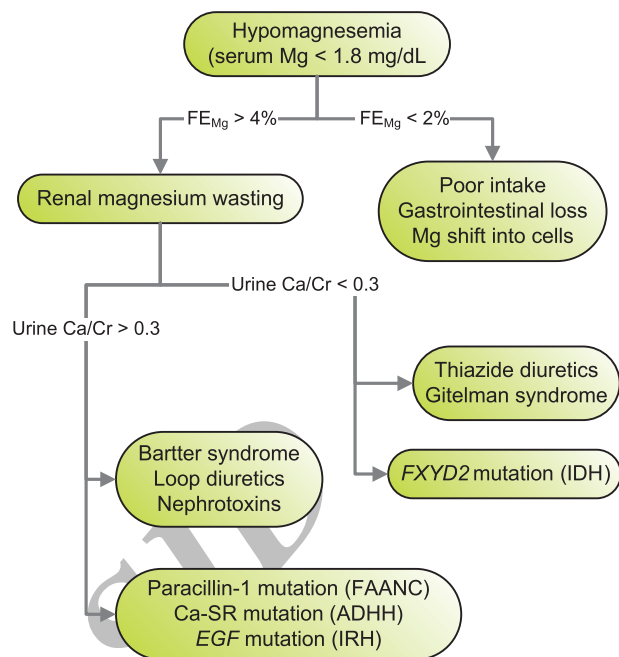 Hypomagnesemia
(serum Mg < 1.8 mg/dL
FEMg > 4%
FEMg < 2%
Renal magnesium wasting
Poor intake
Gastrointestinal loss
Mg shift into cells
Urine Ca/Cr < 0.3
Urine Ca/Cr > 0.3
Thiazide diuretics
Gitelman syndrome
Bartter syndrome
Loop diuretics
Nephrotoxins
FXYD2 mutation (IDH)
Paracillin-1 mutation (FAANC)
Ca-SR mutation (ADHH)
EGF mutation (IRH)